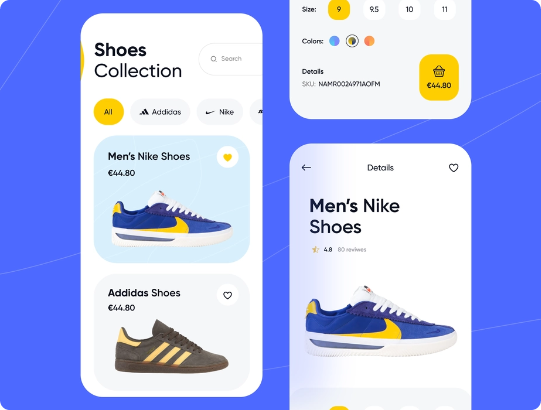 Shoes
Collection
Search
All
Addidas
Nike
Men's Nike Shoes
€44.80
Addidas Shoes
€44.80
Size:
9
9.5
10
11
Colors:
Details
SKU: NAMR0024971AOFM
€44.80
Details
Men's Nike
Shoes
4.8 80 reviwes